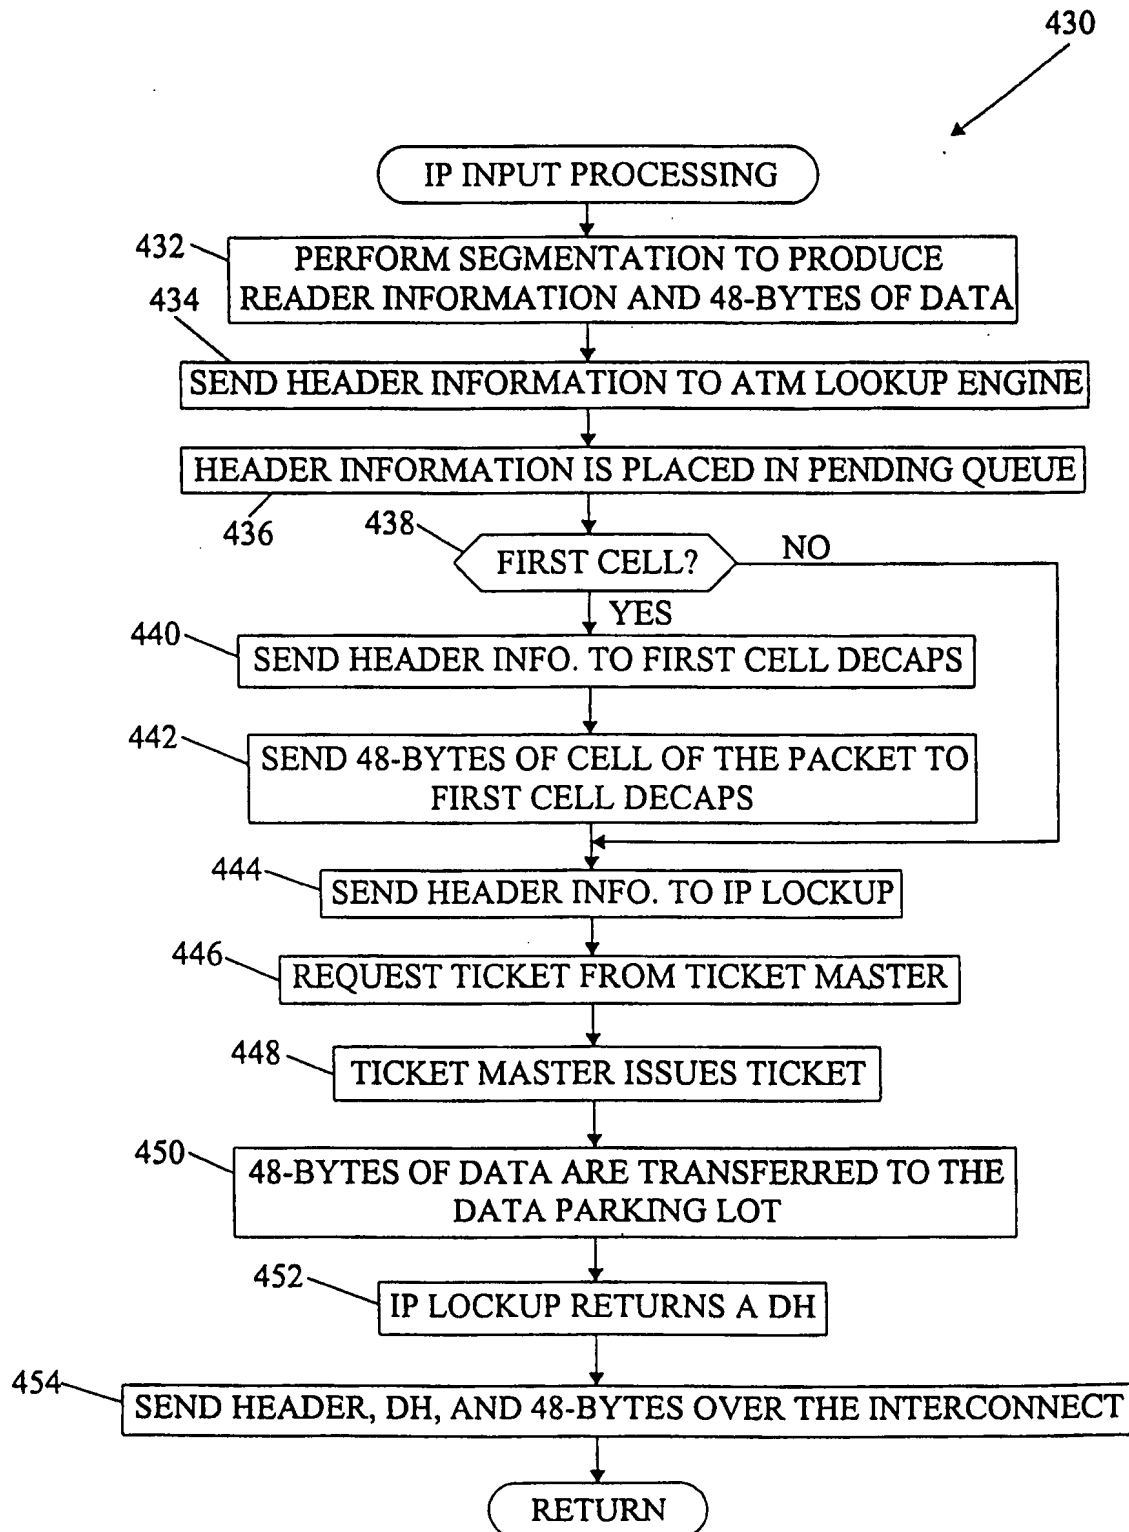 430
IP INPUT PROCESSING
432
PERFORM SEGMENTATION TO PRODUCE
READER INFORMATION AND 48-BYTES OF DATA
434
SEND HEADER INFORMATION TO ATM LOOKUP ENGINE
HEADER INFORMATION IS PLACED IN PENDING QUEUE
436
438
FIRST CELL?
NO
YES
440
SEND HEADER INFO. TO FIRST CELL DECAPS
442
SEND 48-BYTES OF CELL OF THE PACKET TO
FIRST CELL DECAPS
444
SEND HEADER INFO. TO IP LOCKUP
446
REQUEST TICKET FROM TICKET MASTER
448
TICKET MASTER ISSUES TICKET
450
48-BYTES OF DATA ARE TRANSFERRED TO THE
DATA PARKING LOT
452
IP LOCKUP RETURNS A DH
454
SEND HEADER, DH, AND 48-BYTES OVER THE INTERCONNECT
RETURN